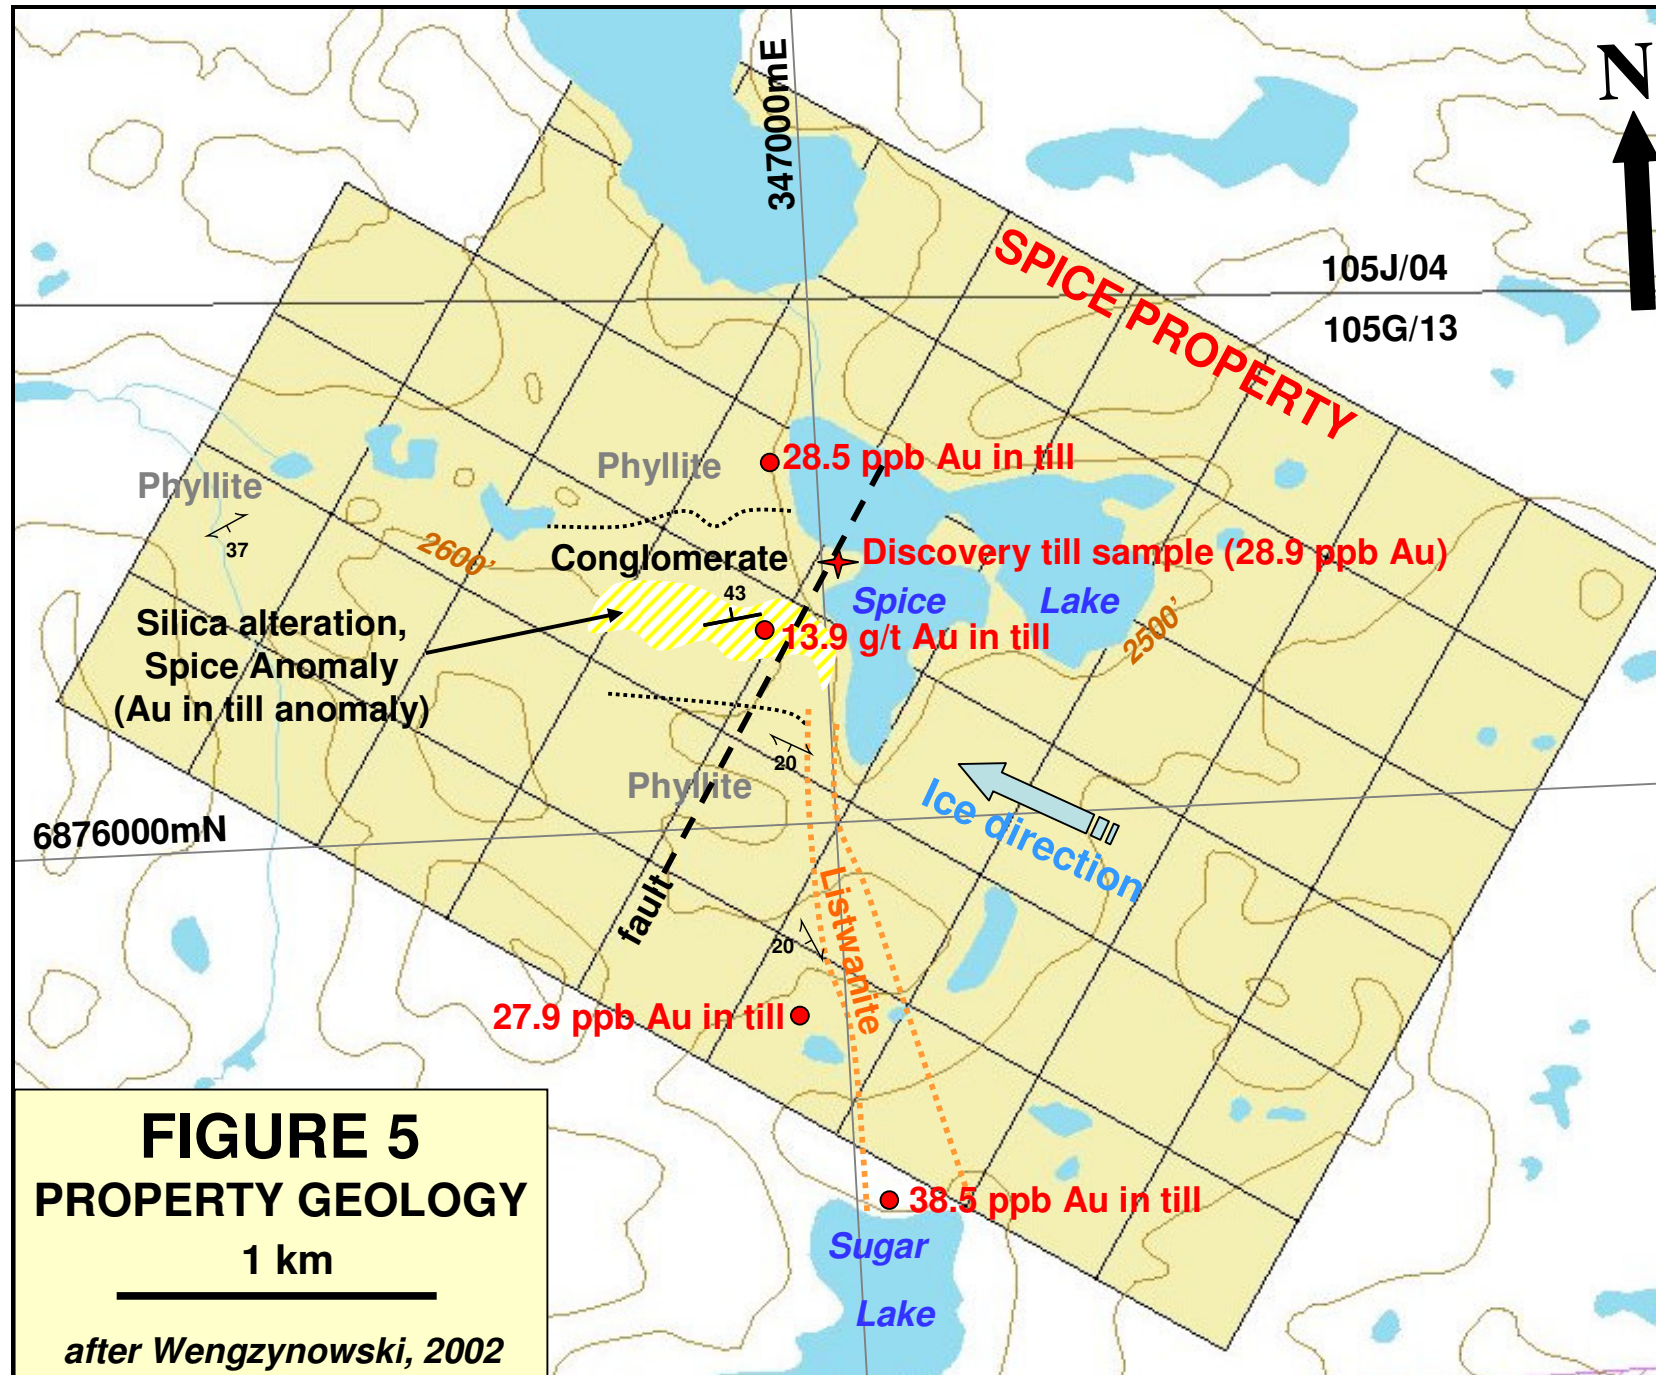 347000mE
N
SPICE PROPERTY
105J/04
105G/13
28.5 ppb Au in till
Phyllite
Phyllite
37
2600'
Conglomerate
Discovery till sample (28.9 ppb Au)
43
Spice Lake
Silica alteration,
Spice Anomaly
(Au in till anomaly)
13.9 g/t Au in till
2500'
20
Phyllite
Ice direction
6876000mN
Listwanite
fault
20
27.9 ppb Au in till
38.5 ppb Au in till
Sugar
Lake
FIGURE 5
PROPERTY GEOLOGY
1 km
after Wengzynowski, 2002